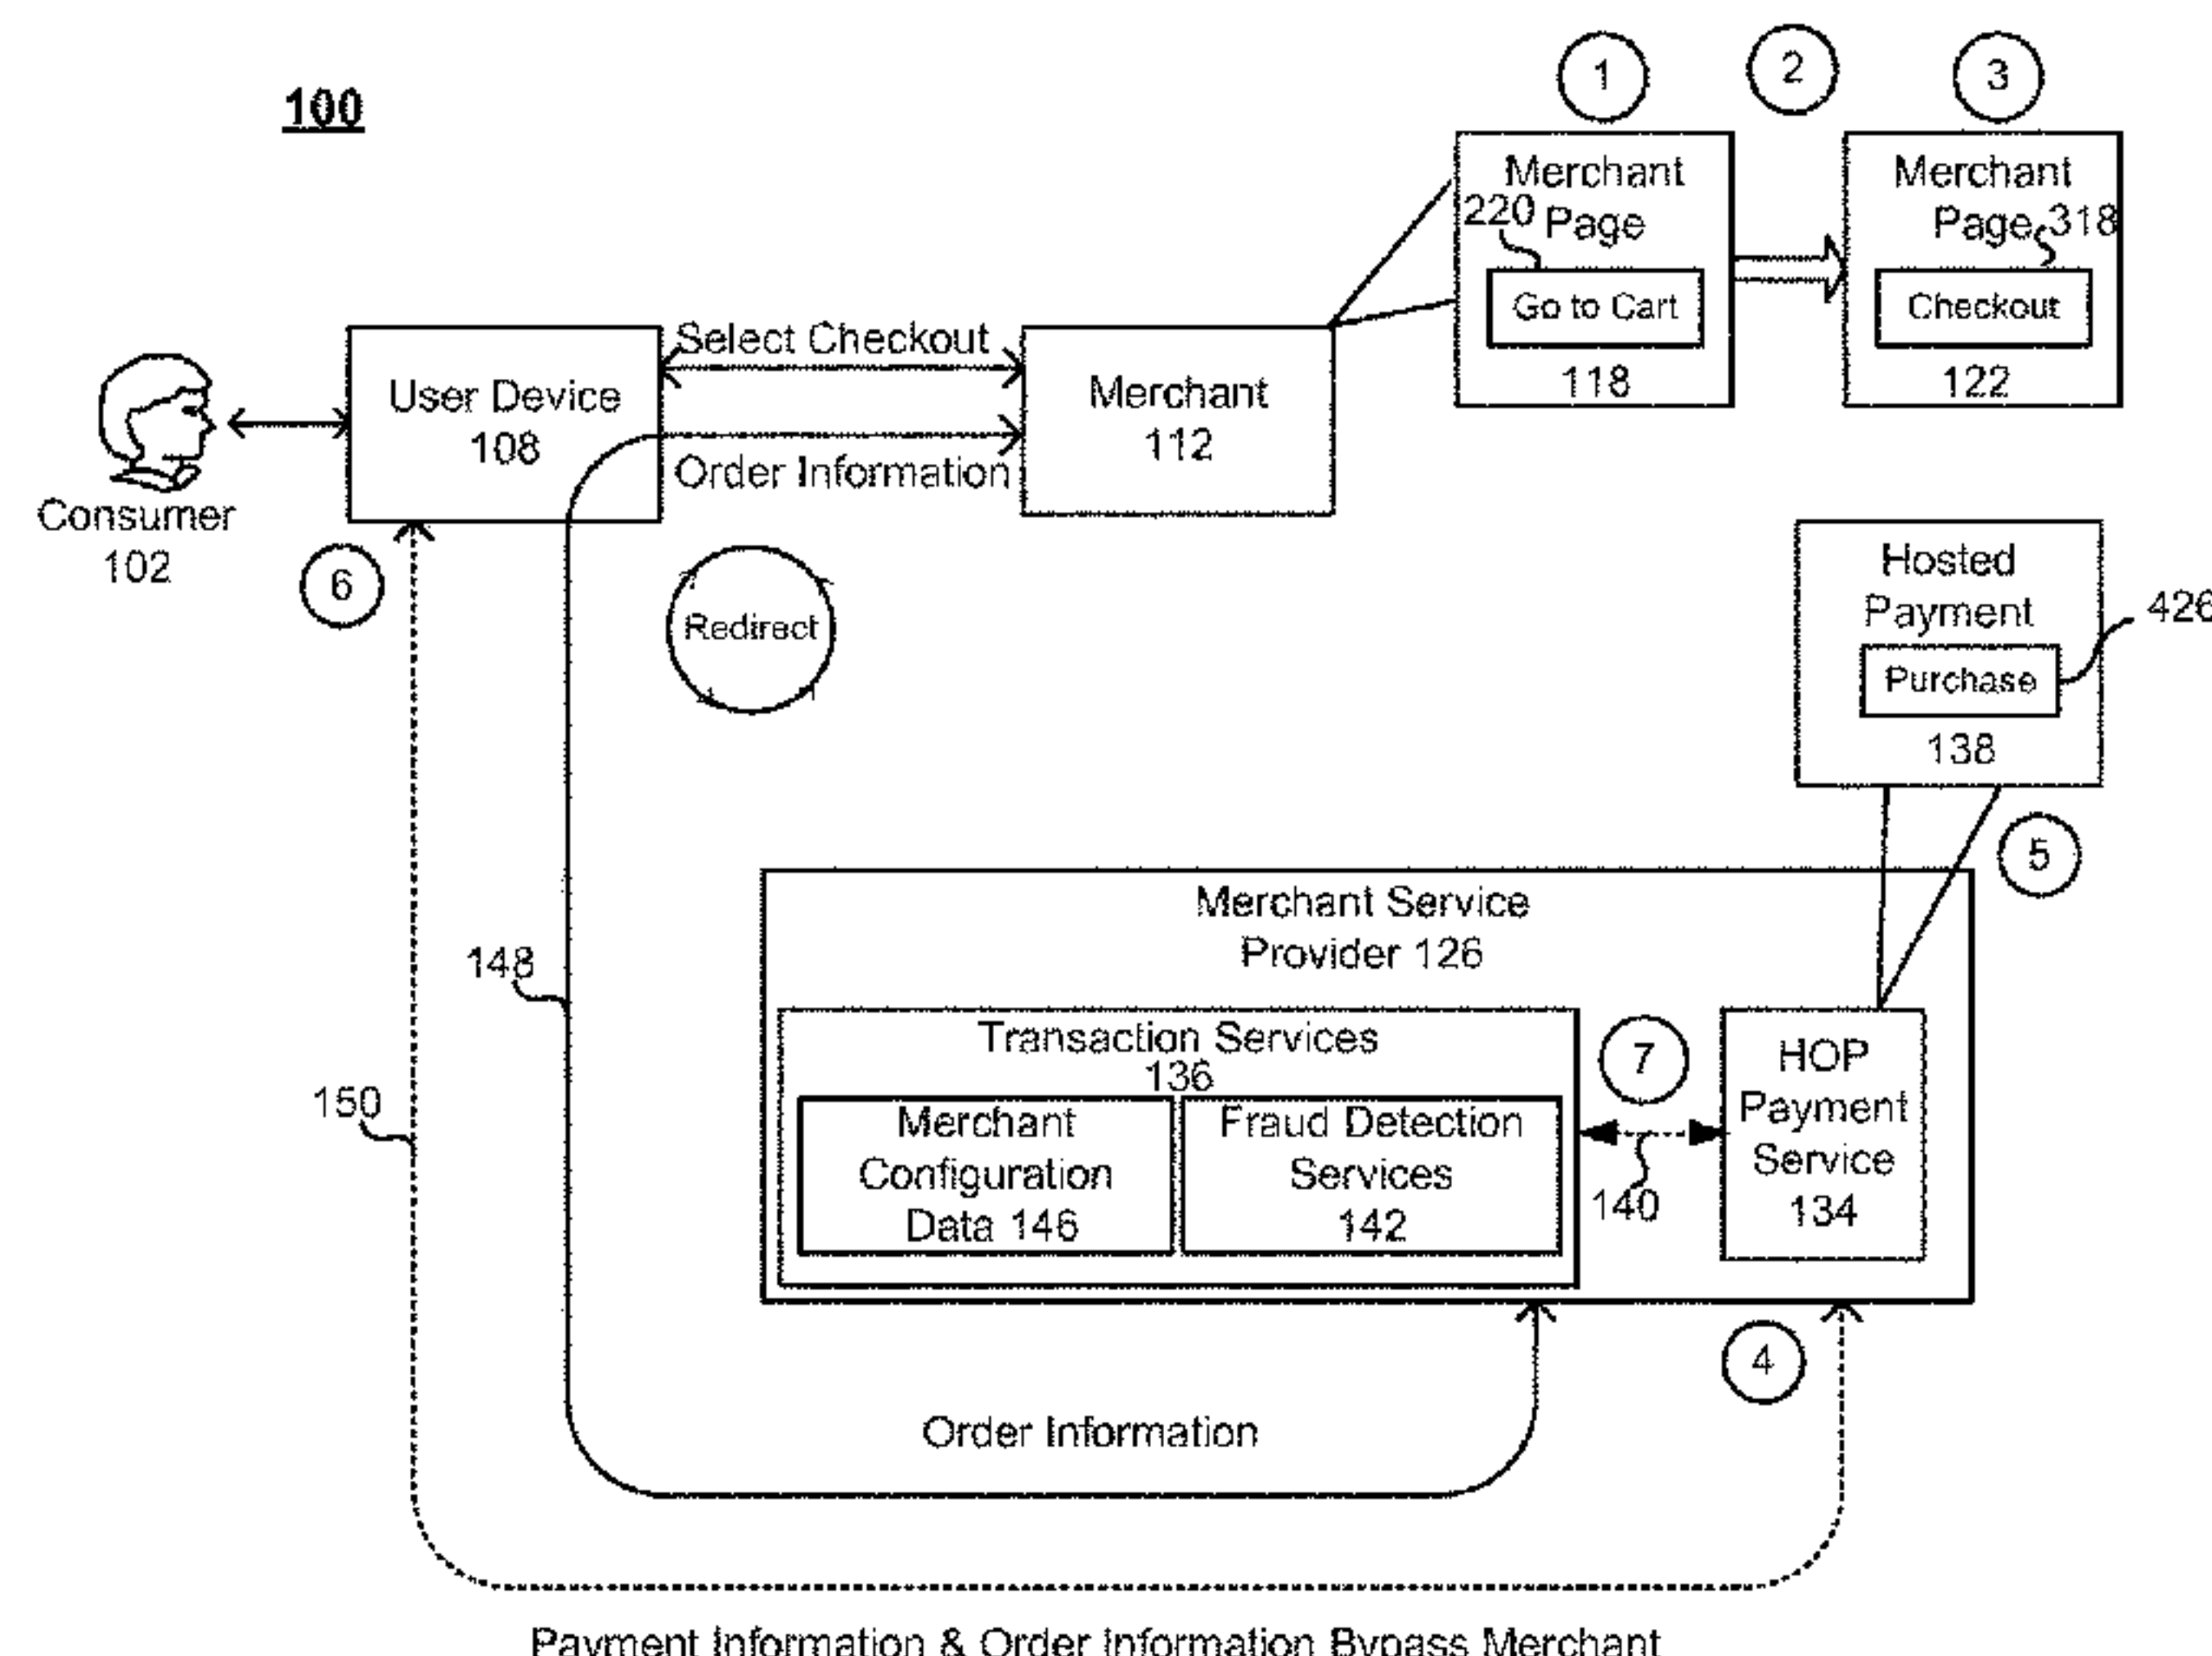 100
1
2
3
Merchant
Page
220
Go to Cart
118
Merchant
Page
318
Checkout
122
Select Checkout
User Device
108
Merchant
112
Order Information
Consumer
102
6
Redirect
Hosted
Payment
Purchase
426
138
5
Merchant Service
Provider 126
148
Transaction Services
136
7
HOP
Payment
Service
134
150
Merchant
Configuration
Data 146
Fraud Detection
Services
142
140
4
Order Information
Payment Information & Order Information Bypass Merchant